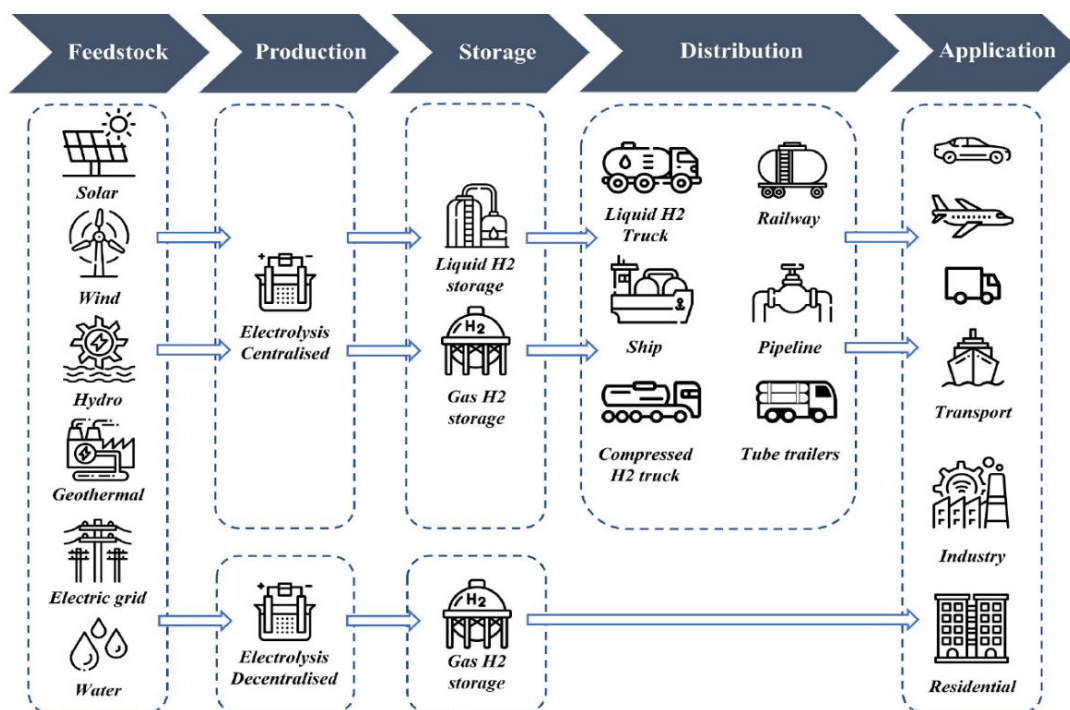 Feedstock
Production
Storage
Distribution
Application
Solar
Wind
Hydro
Geothermal
Electric grid
Water
Electrolysis
Centralised
Electrolysis
Decentralised
Liquid H2
storage
H2
Gas H2
storage
H2
Gas H2
storage
Liquid H2
Truck
Railway
Ship
Pipeline
Compressed
H2 truck
Tube trailers
Transport
Industry
Residential